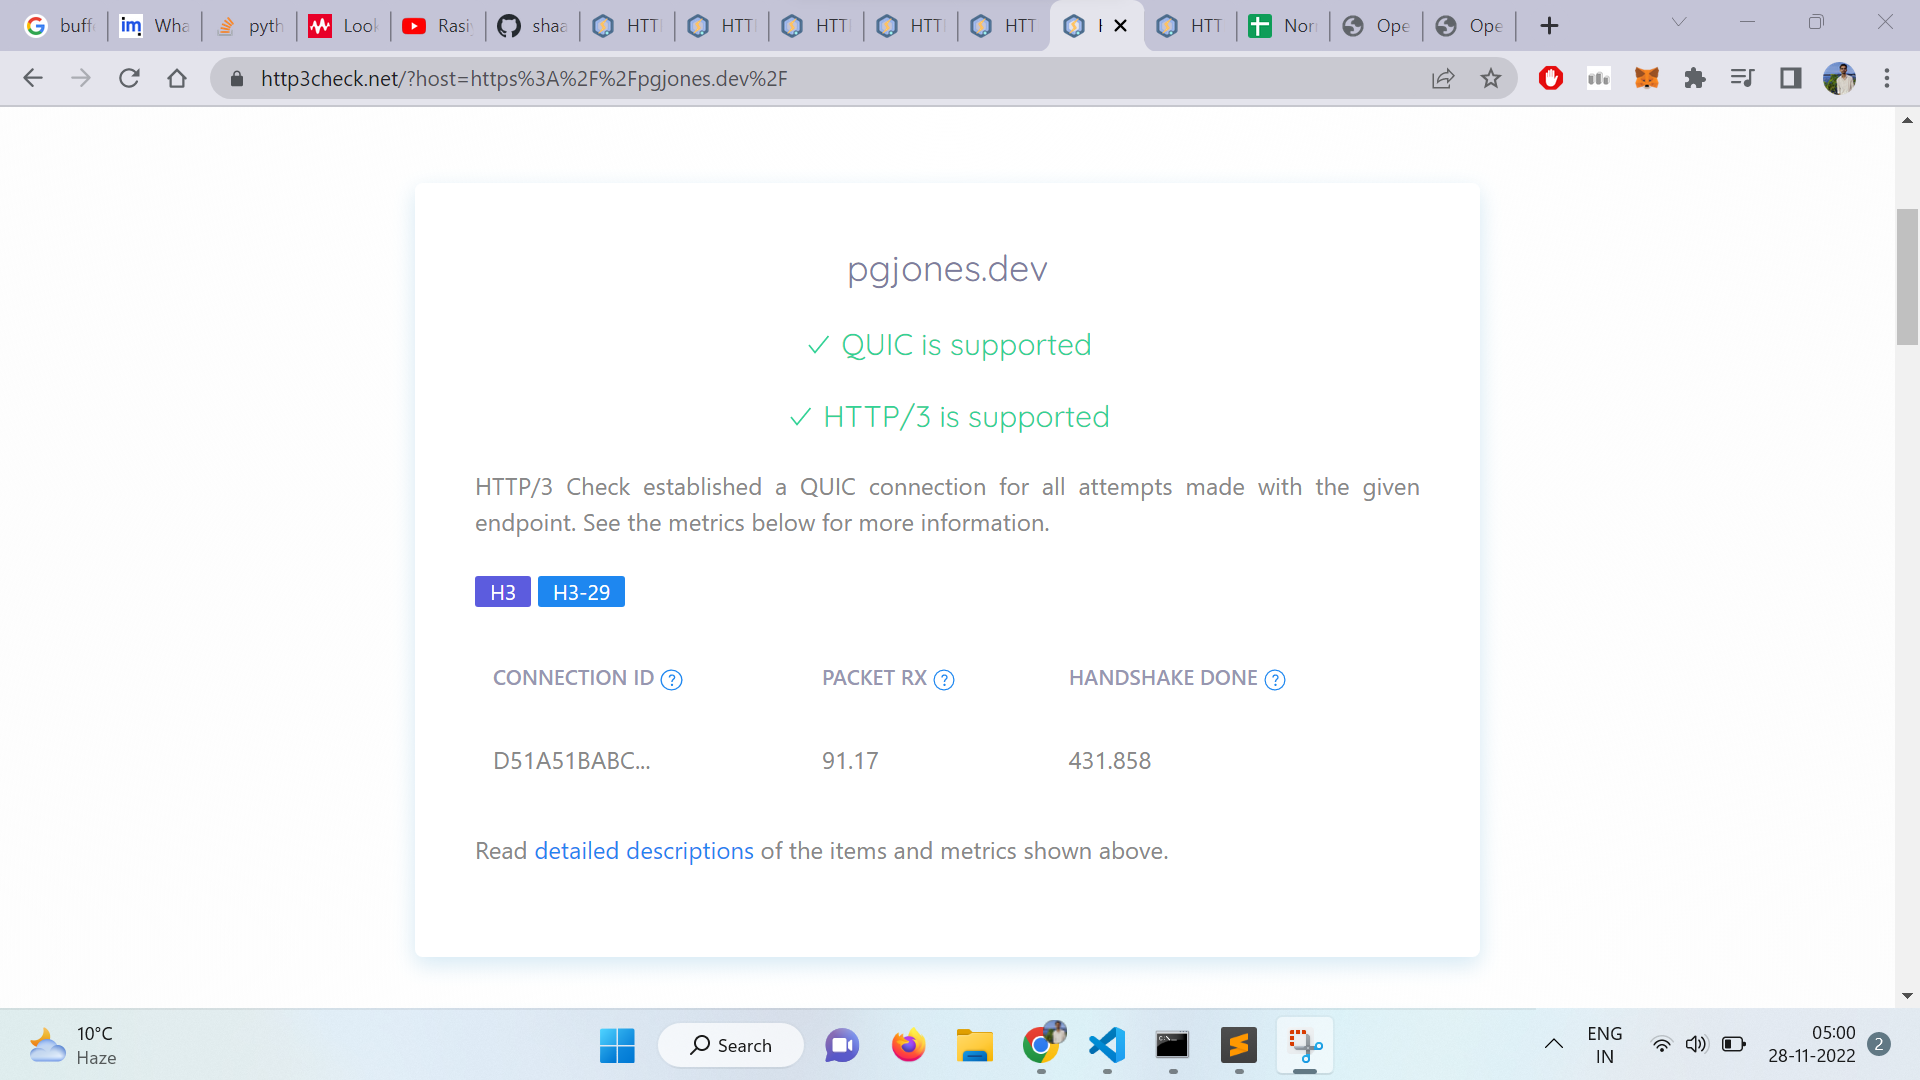 buff
Wha
pyth
Look
Rasiy
shaa
HTTI
HTT
HTT
HTT
HTT
H
HTT
Nor
Ope
Ope
http3check.net/?host=https%3A%2F%2Fpgjones.dev%2F
pgjones.dev
QUIC is supported
HTTP/3 is supported
HTTP/3 Check established a QUIC connection for all attempts made with the given
endpoint. See the metrics below for more information.
H3 H3-29
CONNECTION ID ? PACKET RX ? HANDSHAKE DONE ?
D51A51BABC... 91.17 431.858
Read detailed descriptions of the items and metrics shown above.
10°C
Haze
Search
ENG
IN
05:00
28-11-2022
2